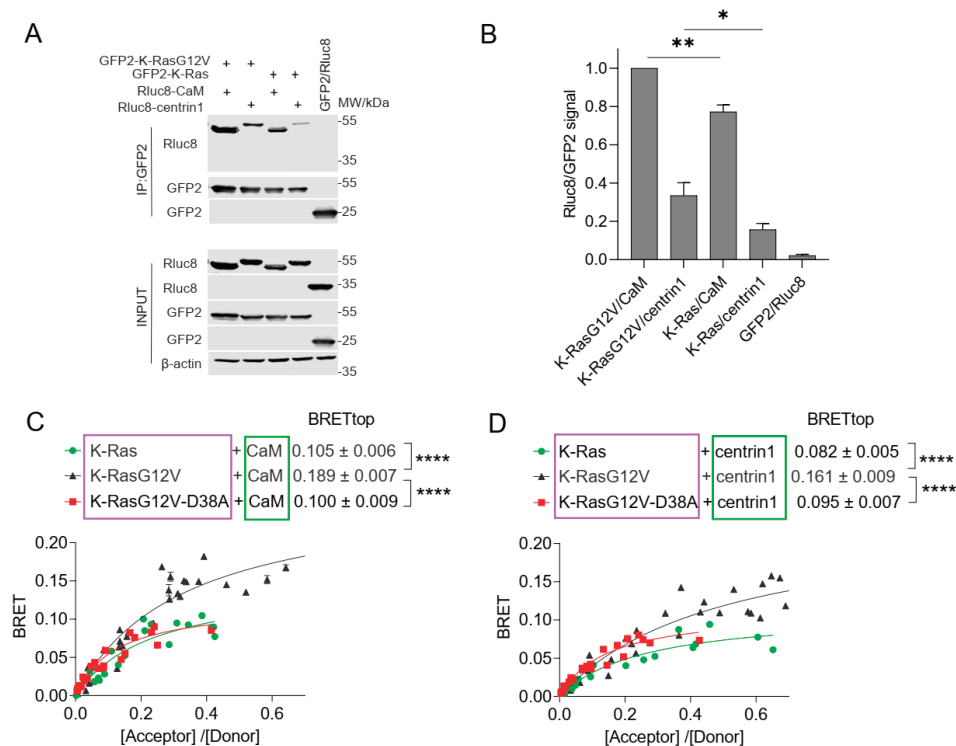 A
GFP2-K-RasG12V + +
GFP2-K-Ras + +
Rluc8-CaM + +
Rluc8-centrin1 + +
GFP2/Rluc8
MW/kDa
IP:GFP2
Rluc8
-55
-35
GFP2
-55
GFP2
-25
INPUT
Rluc8
-55
Rluc8
-35
GFP2
-55
GFP2
-25
β-actin
-35
B
Rluc8/GFP2 signal
1.0
0.8
0.6
0.4
0.2
0.0
**
*
K-RasG12V/CaM
K-RasG12V/centrin1
K-Ras/CaM
K-Ras/centrin1
GFP2/Rluc8
C
BRETtop
K-Ras + CaM 0.105 ± 0.006
K-RasG12V + CaM 0.189 ± 0.007
K-RasG12V-D38A + CaM 0.100 ± 0.009
****
****
BRET
0.20
0.15
0.10
0.05
0.00
0.0 0.2 0.4 0.6
[Acceptor] /[Donor]
D
BRETtop
K-Ras + centrin1 0.082 ± 0.005
K-RasG12V + centrin1 0.161 ± 0.009
K-RasG12V-D38A + centrin1 0.095 ± 0.007
****
****
BRET
0.20
0.15
0.10
0.05
0.00
0.0 0.2 0.4 0.6
[Acceptor] /[Donor]